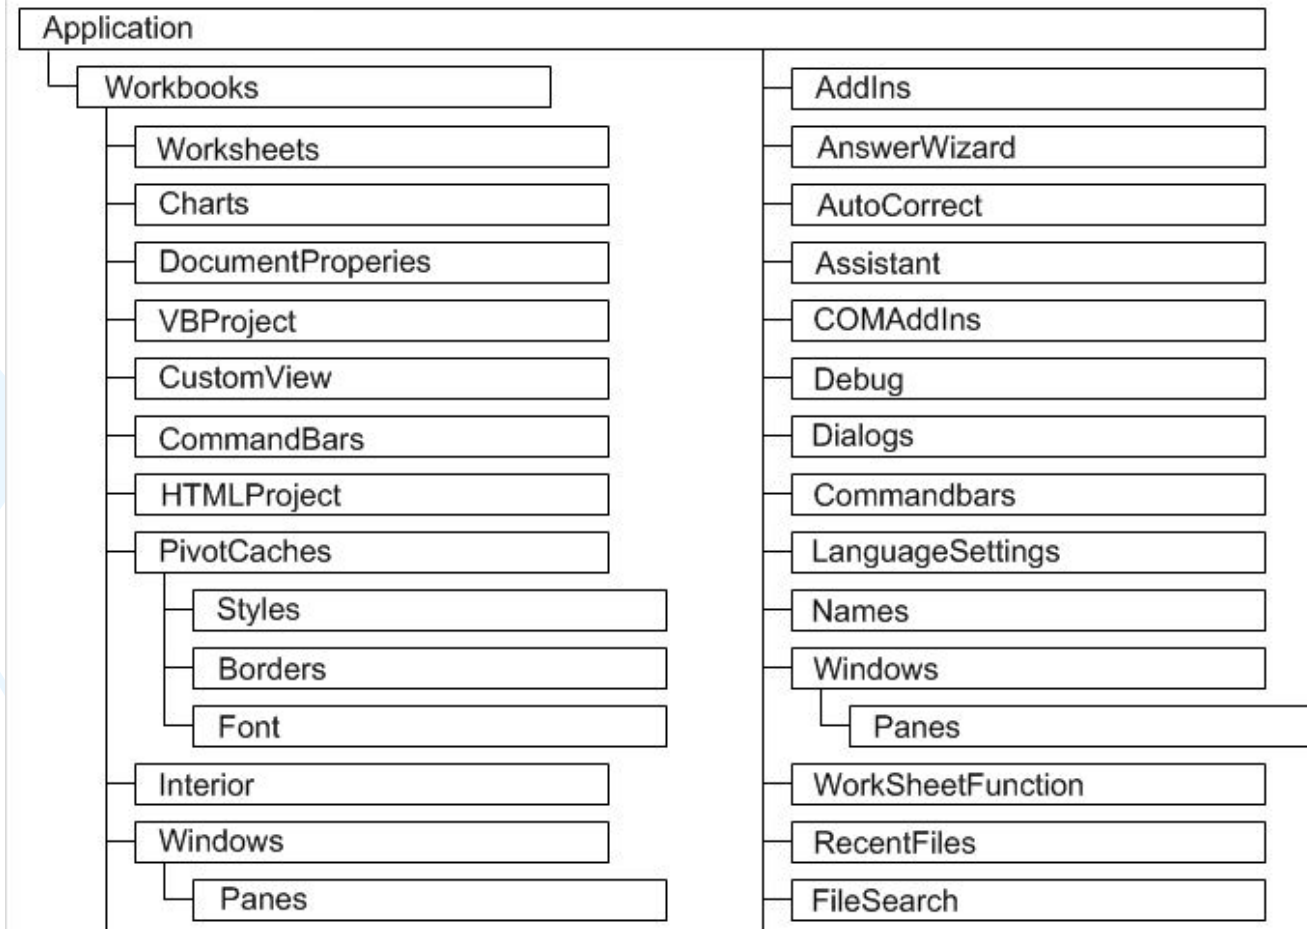 Application
Workbooks
Worksheets
Charts
DocumentProperies
VBProject
CustomView
CommandBars
HTMLProject
PivotCaches
Styles
Borders
Font
Interior
Windows
Panes
AddIns
AnswerWizard
AutoCorrect
Assistant
COMAddIns
Debug
Dialogs
Commandbars
LanguageSettings
Names
Windows
Panes
WorkSheetFunction
RecentFiles
FileSearch